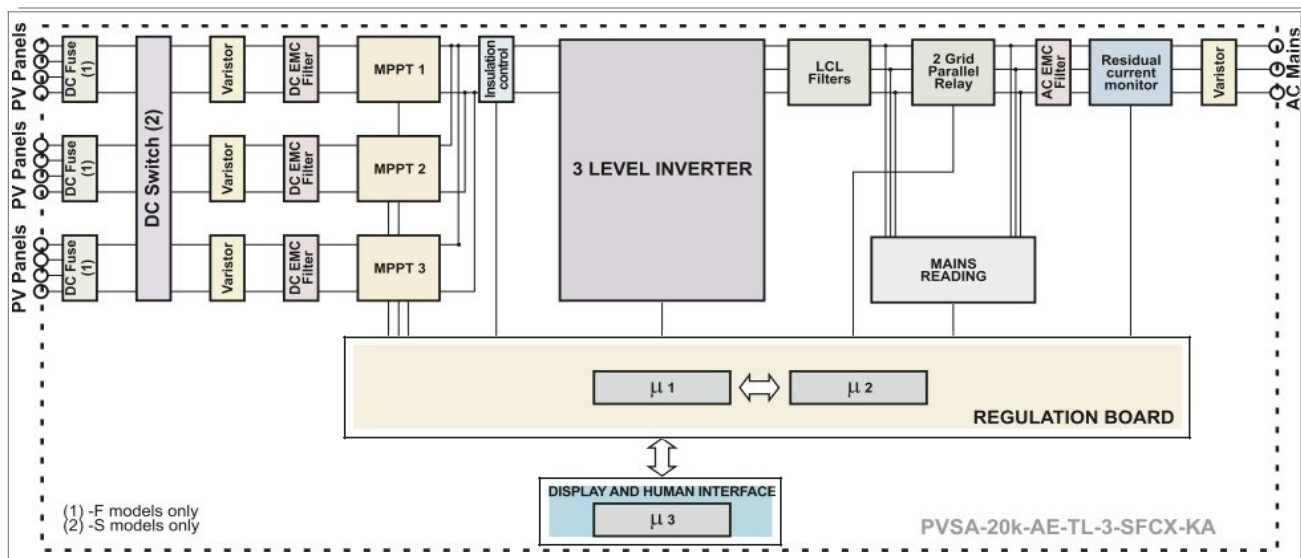 PV Panels
DC Fuse
(1)
DC Switch (2)
Varistor
DC EMC
Filter
MPPT 1
Insulation
control
3 LEVEL INVERTER
LCL
Filters
2 Grid
Parallel
Relay
AC EMC
Filter
Residual
current
monitor
Varistor
AC Mains
PV Panels
DC Fuse
(1)
Varistor
DC EMC
Filter
MPPT 2
PV Panels
DC Fuse
(1)
Varistor
DC EMC
Filter
MPPT 3
MAINS
READING
μ 1
μ 2
REGULATION BOARD
DISPLAY AND HUMAN INTERFACE
μ 3
(1) -F models only
(2) -S models only
PVSA-20k-AE-TL-3-SFCX-KA